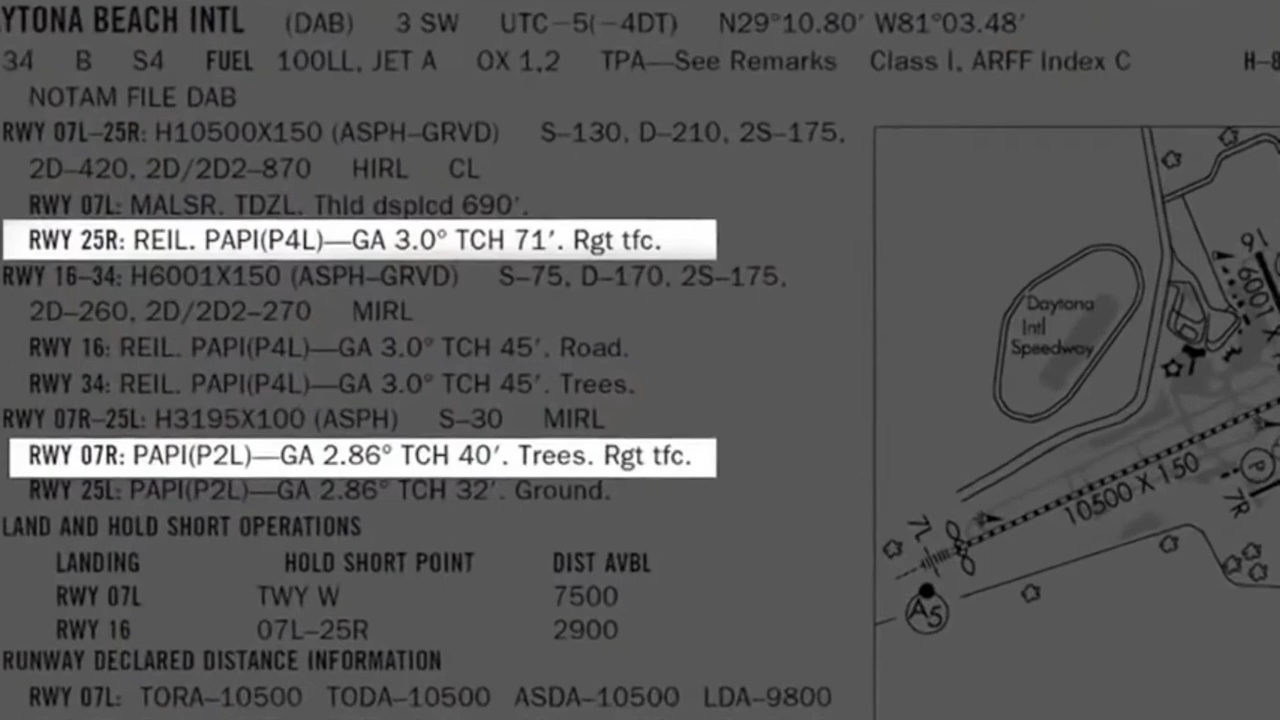 YTONA BEACH INTL (DAB) 3 SW UTC–5(–4DT) N29°10.80′ W81°03.48′
34 B S4 FUEL 100LL, JET A OX 1,2 TPA—See Remarks Class I, ARFF Index C H–8
NOTAM FILE DAB
RWY 07L–25R: H10500X150 (ASPH–GRVD) S–130, D–210, 2S–175,
2D–420, 2D/2D2–870 HIRL CL
RWY 07L: MALSR. TDZL. Thld dsplcd 690′.
RWY 25R: REIL. PAPI(P4L)—GA 3.0° TCH 71′. Rgt tfc.
RWY 16–34: H6001X150 (ASPH–GRVD) S–75, D–170, 2S–175,
2D–260, 2D/2D2–270 MIRL
RWY 16: REIL. PAPI(P4L)—GA 3.0° TCH 45′. Road.
RWY 34: REIL. PAPI(P4L)—GA 3.0° TCH 45′. Trees.
RWY 07R–25L: H3195X100 (ASPH) S–30 MIRL
RWY 07R: PAPI(P2L)—GA 2.86° TCH 40′. Trees. Rgt tfc.
RWY 25L: PAPI(P2L)—GA 2.86° TCH 32′. Ground.
LAND AND HOLD SHORT OPERATIONS
LANDING HOLD SHORT POINT DIST AVBL
RWY 07L TWY W 7500
RWY 16 07L–25R 2900
RUNWAY DECLARED DISTANCE INFORMATION
RWY 07L: TORA–10500 TODA–10500 ASDA–10500 LDA–9800
Daytona
Intl
Speedway
16
6001 X
10500 X 150
P
7R
7L
A5